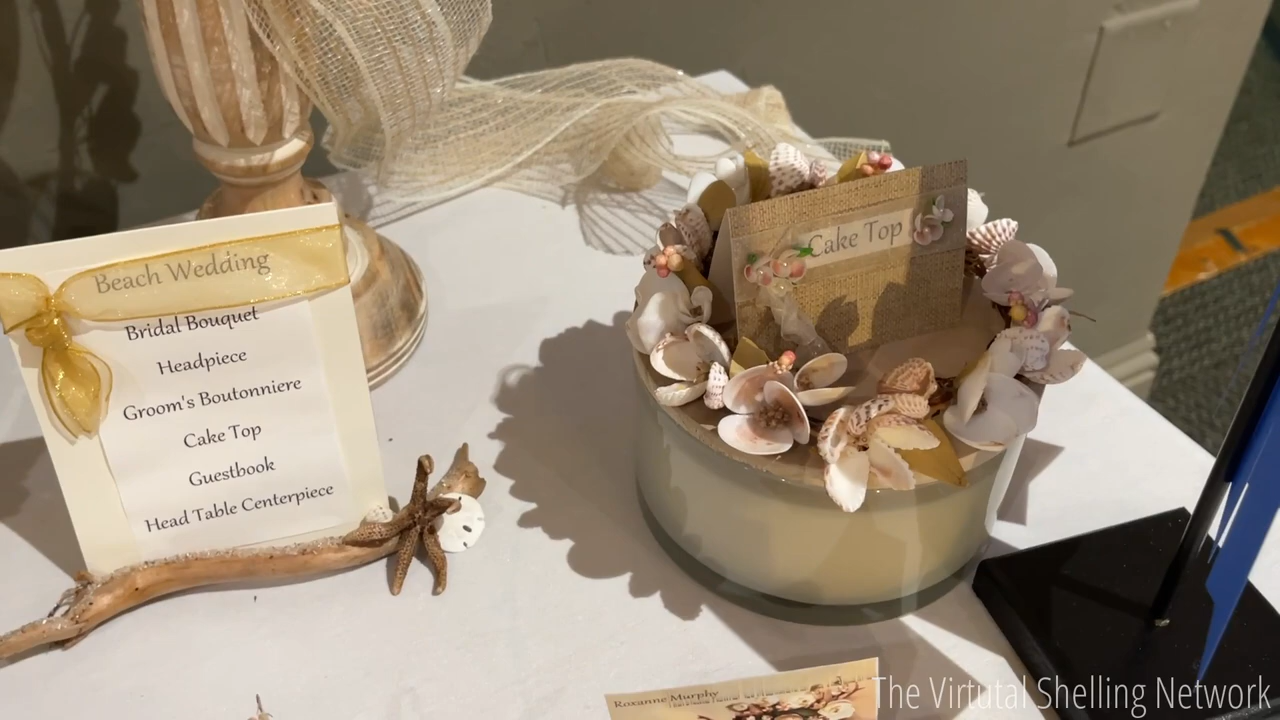 Beach Wedding
Bridal Bouquet
Headpiece
Groom's Boutonniere
Cake Top
Guestbook
Head Table Centerpiece
Cake Top
Roxanne Murphy
The Virtutal Shelling Network